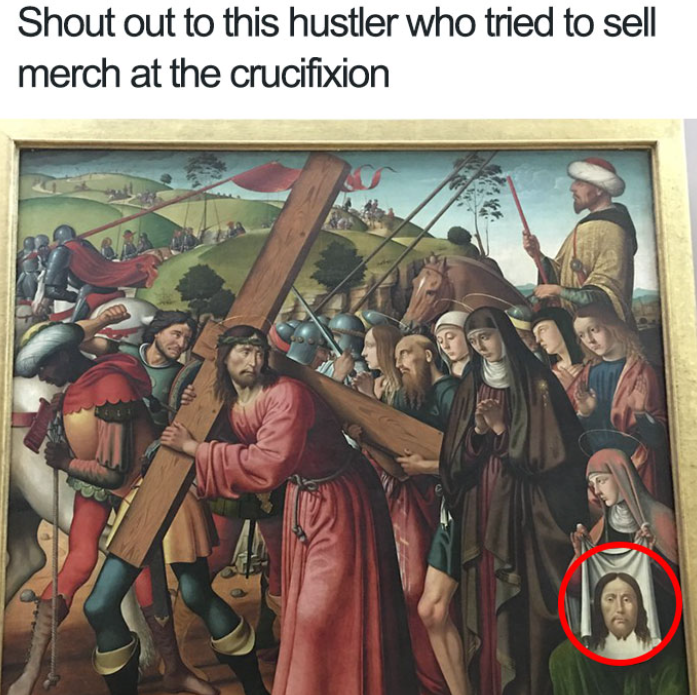 Shout out to this hustler who tried to sell
merch at the crucifixion